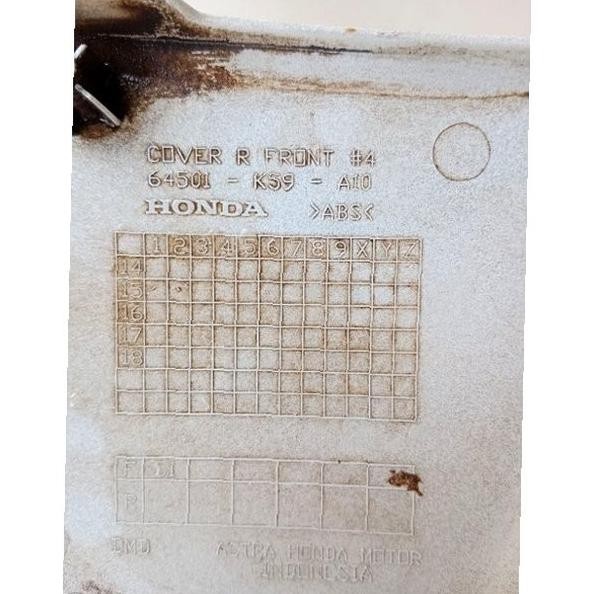 COVER R FRONT #4
64501 - KS9 - A10
HONDA >ABS<
1 2 3 4 5 6 7 8 9 X Y Z
14
15
16
17
18
F 11
R
ASTRA HONDA MOTOR
INDONESIA